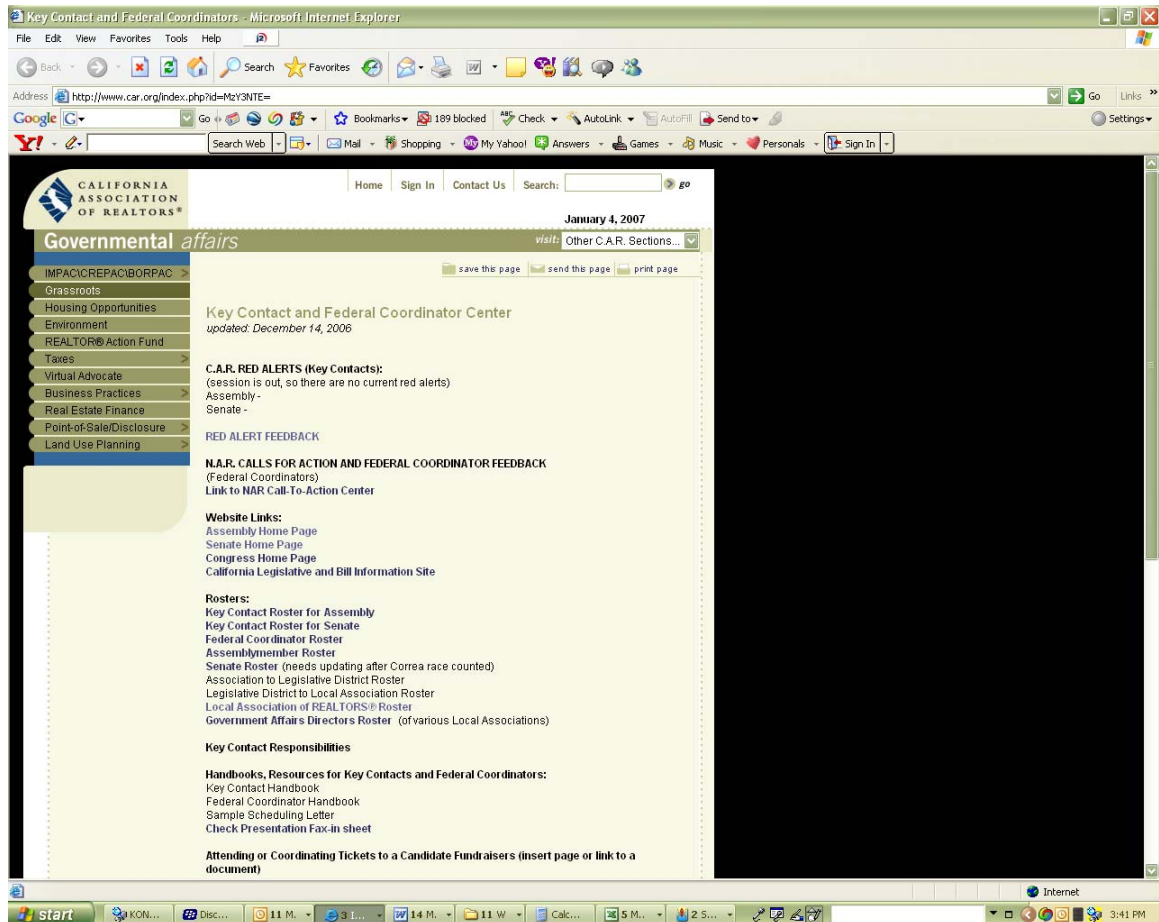 Key Contact and Federal Coordinators - Microsoft Internet Explorer
File Edit View Favorites Tools Help
Back Search Favorites
Address http://www.car.org/index.php?id=MzY3NTE= Go Links »
Google G Go Bookmarks 189 blocked ABC Check AutoLink AutoFill Send to Settings
Y! Search Web Mail Shopping My Yahoo! Answers Games Music Personals Sign In
CALIFORNIA
ASSOCIATION
OF REALTORS®
Home Sign In Contact Us Search: go
January 4, 2007
Governmental affairs visit: Other C.A.R. Sections...
save this page send this page print page
IMPAC\CREPAC\BORPAC >
Grassroots
Housing Opportunities
Environment
REALTOR® Action Fund
Taxes >
Virtual Advocate
Business Practices >
Real Estate Finance
Point-of-Sale/Disclosure >
Land Use Planning >
Key Contact and Federal Coordinator Center
updated: December 14, 2006
C.A.R. RED ALERTS (Key Contacts):
(session is out, so there are no current red alerts)
Assembly -
Senate -
RED ALERT FEEDBACK
N.A.R. CALLS FOR ACTION AND FEDERAL COORDINATOR FEEDBACK
(Federal Coordinators)
Link to NAR Call-To-Action Center
Website Links:
Assembly Home Page
Senate Home Page
Congress Home Page
California Legislative and Bill Information Site
Rosters:
Key Contact Roster for Assembly
Key Contact Roster for Senate
Federal Coordinator Roster
Assemblymember Roster
Senate Roster (needs updating after Correa race counted)
Association to Legislative District Roster
Legislative District to Local Association Roster
Local Association of REALTORS® Roster
Government Affairs Directors Roster (of various Local Associations)
Key Contact Responsibilities
Handbooks, Resources for Key Contacts and Federal Coordinators:
Key Contact Handbook
Federal Coordinator Handbook
Sample Scheduling Letter
Check Presentation Fax-in sheet
Attending or Coordinating Tickets to a Candidate Fundraisers (insert page or link to a
document)
Internet
start KON... Disc... 11 M. 3 I... 14 M. 11 W Calc... 5 M.. 2 S... 3:41 PM